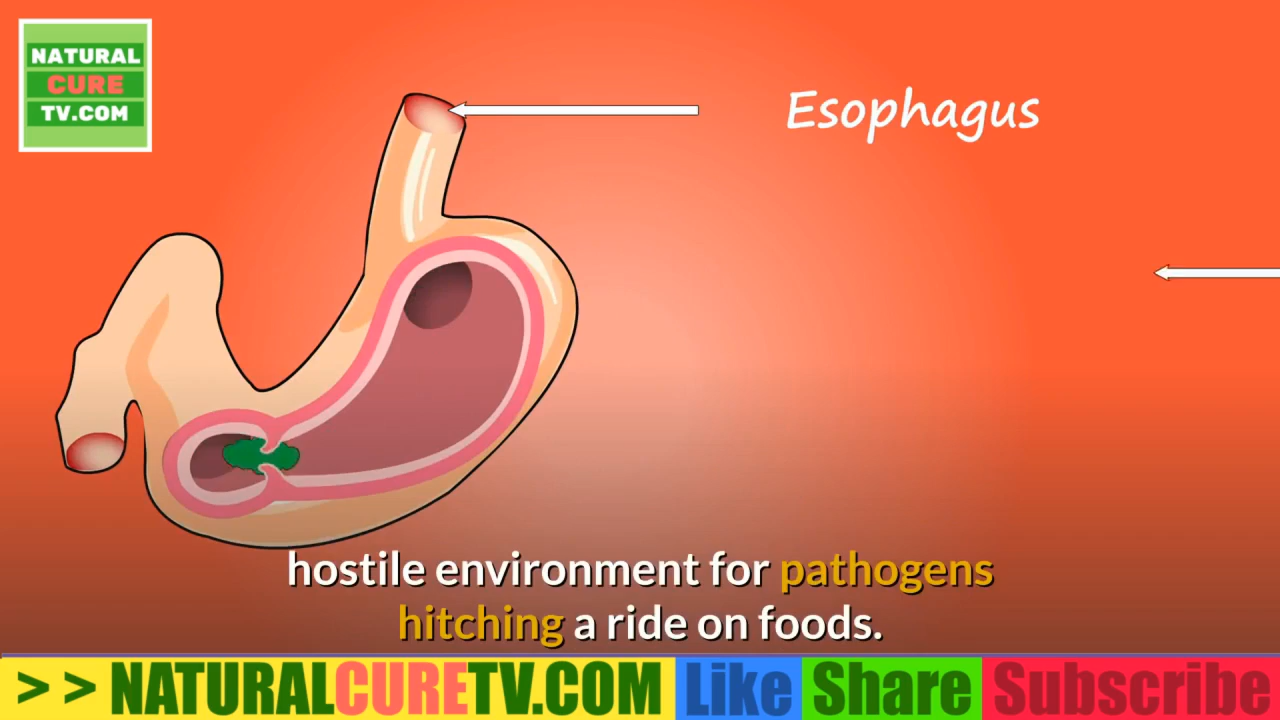 NATURAL
CURE
TV.COM
Esophagus
hostile environment for pathogens
hitching a ride on foods.
>> NATURALCURETV.COM Like Share Subscribe